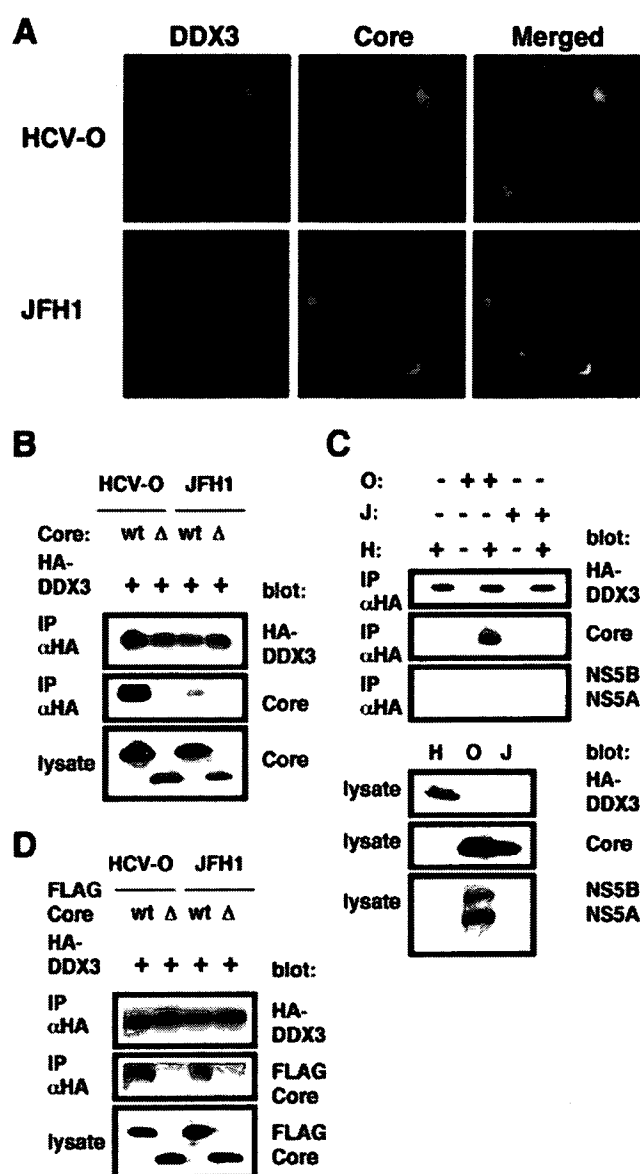 A
DDX3 Core Merged
HCV-O
JFH1
B
HCV-O JFH1
Core: wt Δ wt Δ
HA-
DDX3 + + + + blot:
IP
αHA
HA-
DDX3
IP
αHA
Core
lysate
Core
C
O: - + + - -
J: - - - + +
H: + - + - +
blot:
IP
αHA
HA-
DDX3
IP
αHA
Core
IP
αHA
NS5B
NS5A
H O J blot:
lysate
HA-
DDX3
lysate
Core
lysate
NS5B
NS5A
D
HCV-O JFH1
FLAG
Core wt Δ wt Δ
HA-
DDX3 + + + + blot:
IP
αHA
HA-
DDX3
IP
αHA
FLAG
Core
lysate
FLAG
Core